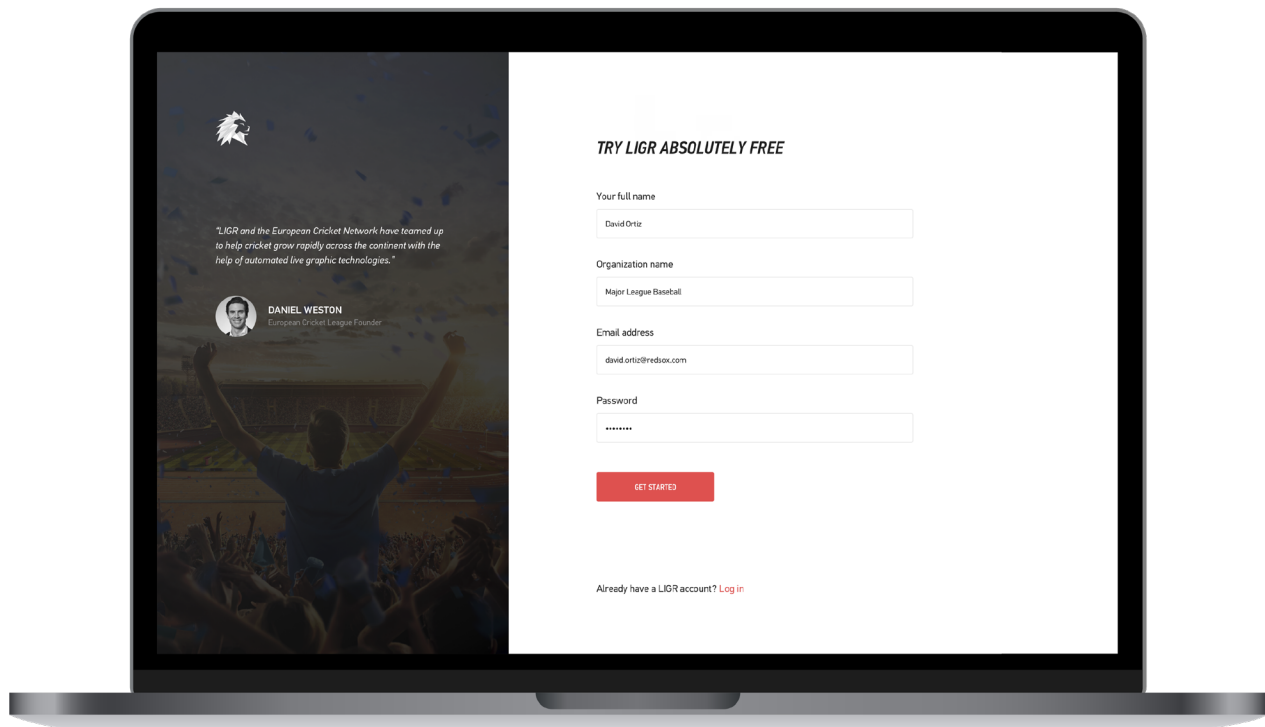 "LIGR and the European Cricket Network have teamed up
to help cricket grow rapidly across the continent with the
help of automated live graphic technologies."
DANIEL WESTON
European Cricket League Founder
TRY LIGR ABSOLUTELY FREE
Your full name
David Ortiz
Organization name
Major League Baseball
Email address
david.ortiz@redsox.com
Password
••••••••
GET STARTED
Already have a LIGR account? Log in